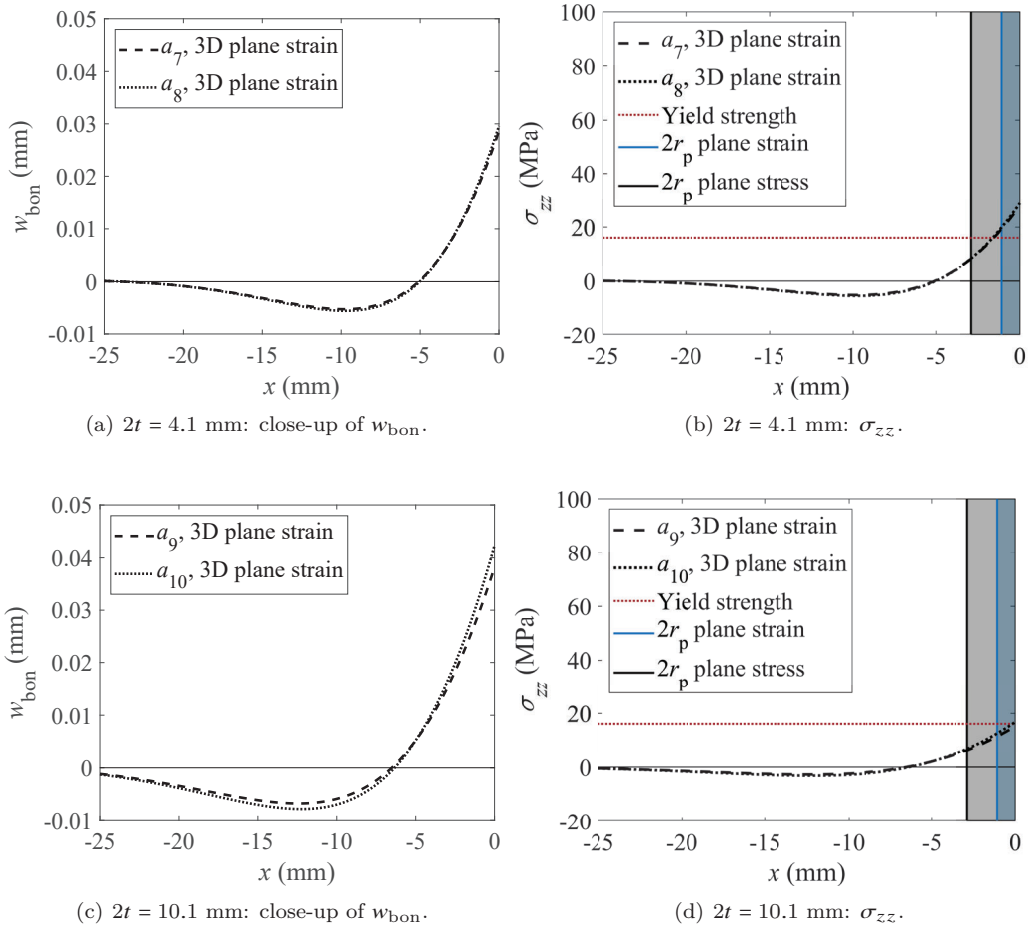 0.05
0.04
0.03
0.02
0.01
0
-0.01
w_bon (mm)
a_7, 3D plane strain
a_8, 3D plane strain
-25 -20 -15 -10 -5 0
x (mm)
(a) 2t = 4.1 mm: close-up of w_bon.
100
80
60
40
20
0
-20
σ_zz (MPa)
a_7, 3D plane strain
a_8, 3D plane strain
Yield strength
2r_p plane strain
2r_p plane stress
-25 -20 -15 -10 -5 0
x (mm)
(b) 2t = 4.1 mm: σ_zz.
0.05
0.04
0.03
0.02
0.01
0
-0.01
w_bon (mm)
a_9, 3D plane strain
a_10, 3D plane strain
-25 -20 -15 -10 -5 0
x (mm)
(c) 2t = 10.1 mm: close-up of w_bon.
100
80
60
40
20
0
-20
σ_zz (MPa)
a_9, 3D plane strain
a_10, 3D plane strain
Yield strength
2r_p plane strain
2r_p plane stress
-25 -20 -15 -10 -5 0
x (mm)
(d) 2t = 10.1 mm: σ_zz.